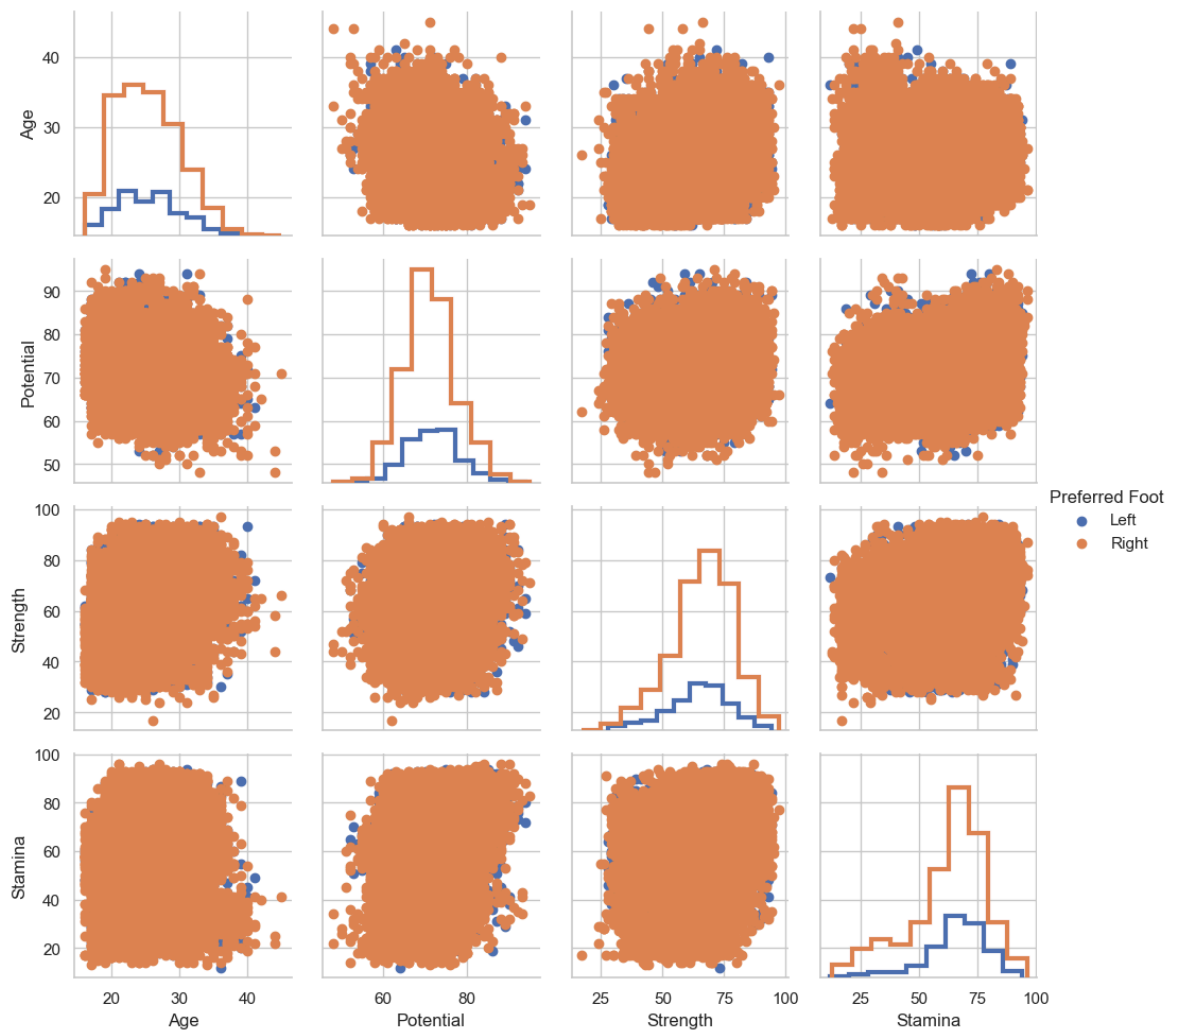 40
30
20
Age
90
80
70
60
50
Potential
Preferred Foot
Left
Right
100
80
60
40
20
Strength
100
80
60
40
20
Stamina
20 30 40
60 80
25 50 75 100
25 50 75 100
Age Potential Strength Stamina